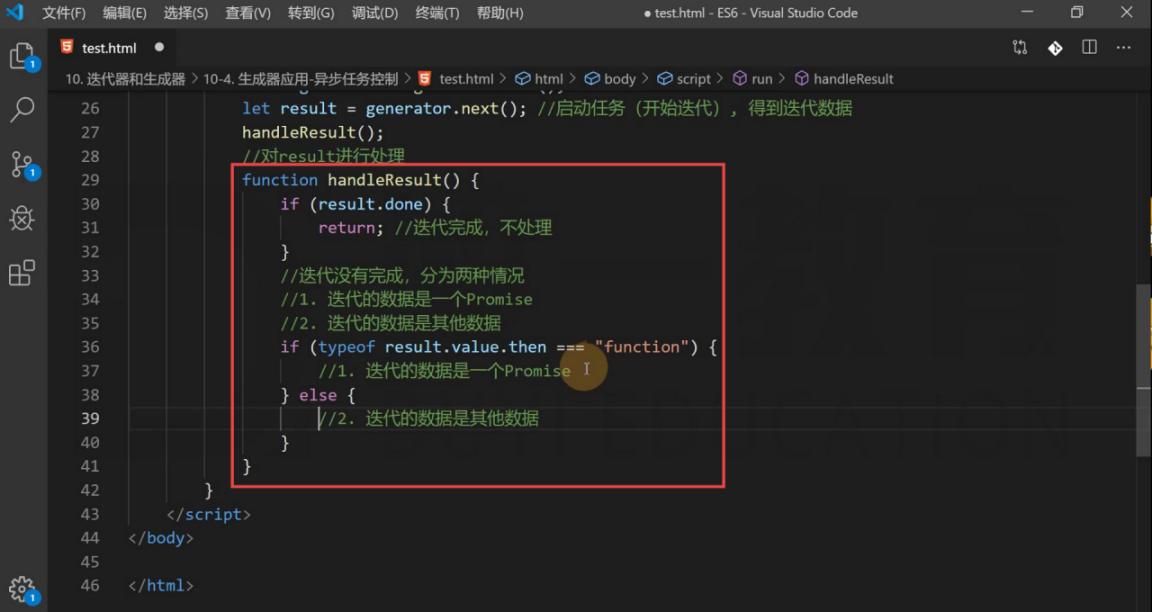 文件(F) 编辑(E) 选择(S) 查看(V) 转到(G) 调试(D) 终端(T) 帮助(H) ● test.html - ES6 - Visual Studio Code
test.html ●
10. 迭代器和生成器 > 10-4. 生成器应用-异步任务控制 > test.html > html > body > script > run > handleResult
26 let result = generator.next(); //启动任务（开始迭代）, 得到迭代数据
27 handleResult();
28 //对result进行处理
29 function handleResult() {
30 if (result.done) {
31 return; //迭代完成，不处理
32 }
33 //迭代没有完成，分为两种情况
34 //1. 迭代的数据是一个Promise
35 //2. 迭代的数据是其他数据
36 if (typeof result.value.then === "function") {
37 //1. 迭代的数据是一个Promise
38 } else {
39 //2. 迭代的数据是其他数据
40 }
41 }
42 }
43 </script>
44 </body>
45
46 </html>
1
1
1